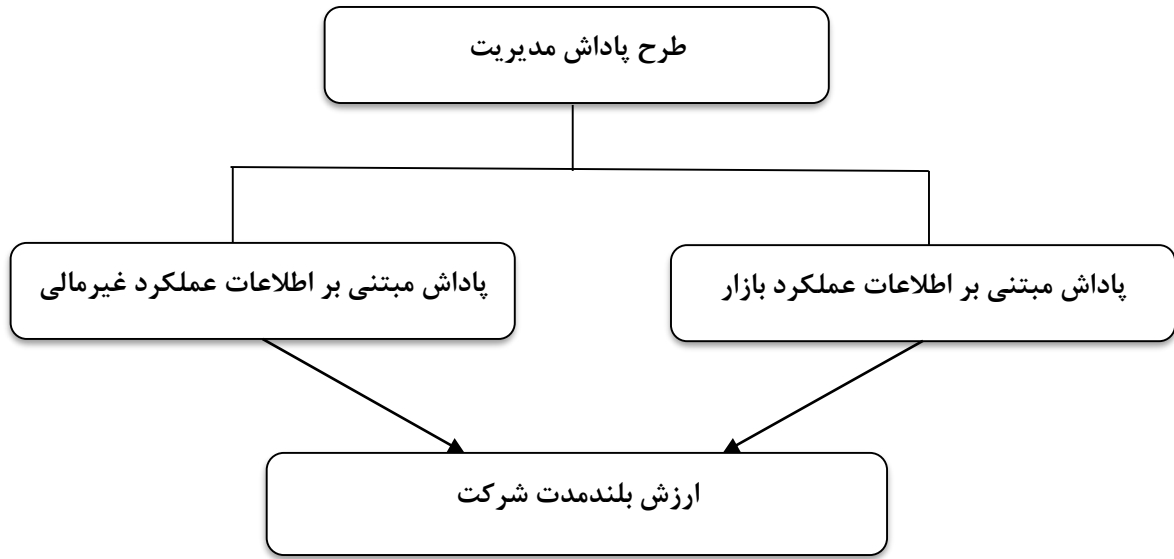 طرح پاداش مدیریت
پاداش مبتنی بر اطلاعات عملکرد بازار
پاداش مبتنی بر اطلاعات عملکرد غیرمالی
ارزش بلندمدت شرکت